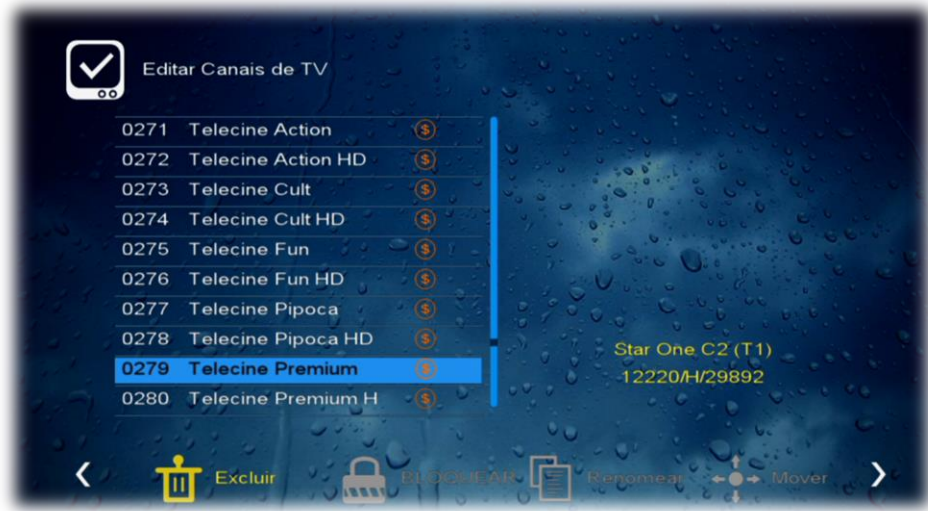 Editar Canais de TV
0271 Telecine Action $
0272 Telecine Action HD $
0273 Telecine Cult $
0274 Telecine Cult HD $
0275 Telecine Fun $
0276 Telecine Fun HD $
0277 Telecine Pipoca $
0278 Telecine Pipoca HD $
0279 Telecine Premium $
0280 Telecine Premium H $
Star One C2 (T1)
12220/H/29892
Excluir BLOQUEAR Renomear Mover